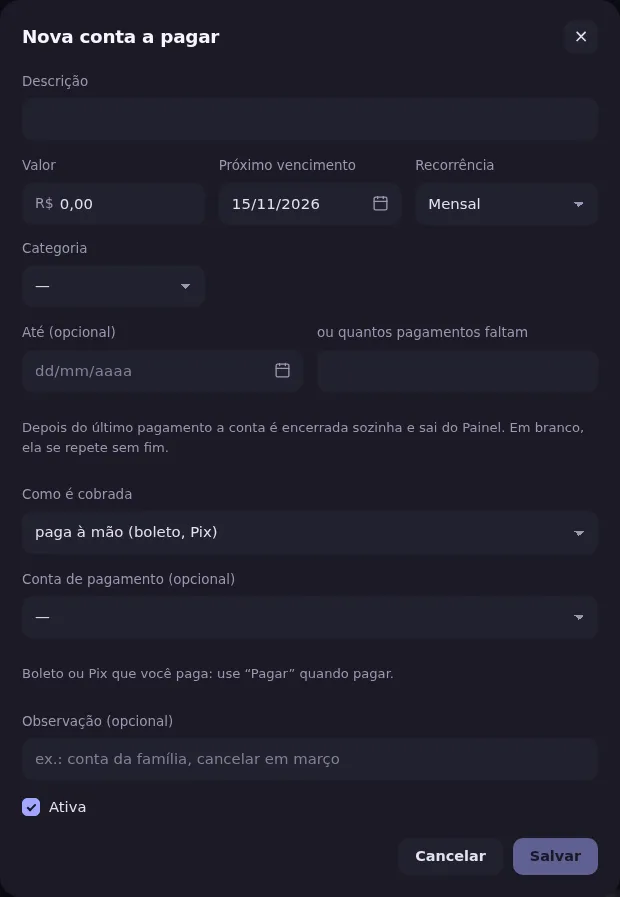 Nova conta a pagar
Descrição
Valor
Próximo vencimento
Recorrência
R$ 0,00
15/11/2026
Mensal
Categoria
—
Até (opcional)
ou quantos pagamentos faltam
dd/mm/aaaa
Depois do último pagamento a conta é encerrada sozinha e sai do Painel. Em branco,
ela se repete sem fim.
Como é cobrada
paga à mão (boleto, Pix)
Conta de pagamento (opcional)
—
Boleto ou Pix que você paga: use “Pagar” quando pagar.
Observação (opcional)
ex.: conta da família, cancelar em março
Ativa
Cancelar
Salvar